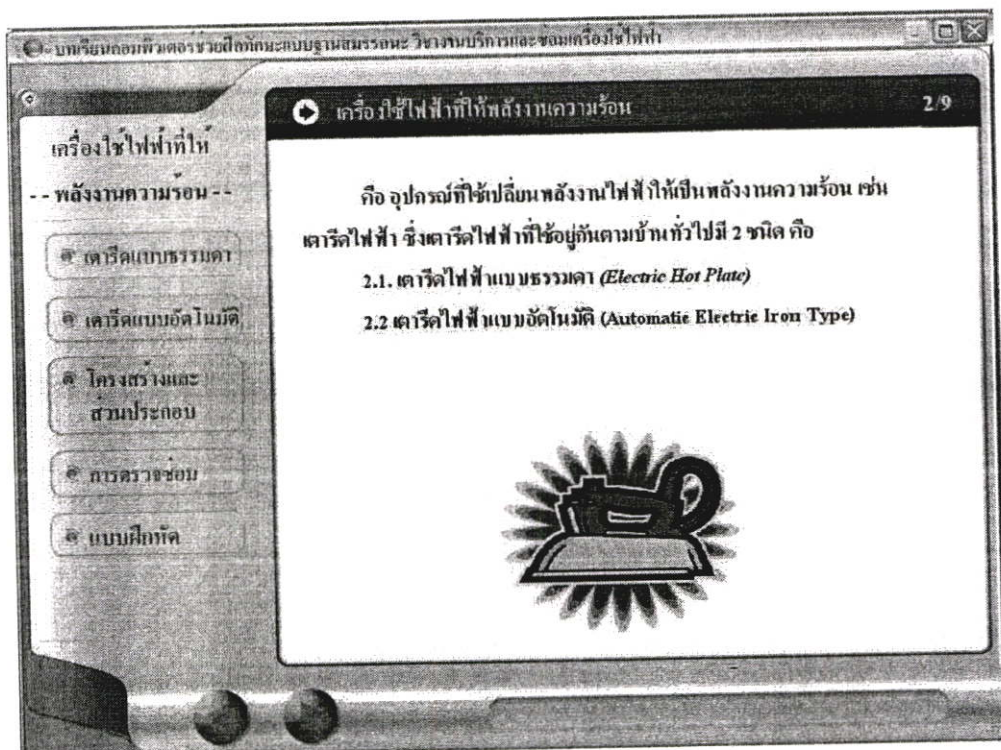 บทเรียนคอมพิวเตอร์ช่วยฝึกทักษะแบบฐานสมรรถนะ วิชางานบริการและซ่อมเครื่องใช้ไฟฟ้า
เครื่องใช้ไฟฟ้าที่ให้พลังงานความร้อน 2/9
เครื่องใช้ไฟฟ้าที่ให้
- - พลังงานความร้อน - -
เตารีดแบบธรรมดา
เตารีดแบบอัตโนมัติ
โครงสร้างและ
ส่วนประกอบ
การตรวจซ่อม
แบบฝึกหัด
คือ อุปกรณ์ที่ใช้เปลี่ยนพลังงานไฟฟ้าให้เป็นพลังงานความร้อน เช่น
เตารีดไฟฟ้า ซึ่งเตารีดไฟฟ้าที่ใช้อยู่กันตามบ้านทั่วไปมี 2 ชนิด คือ
2.1. เตารีดไฟฟ้าแบบธรรมดา (Electric Hot Plate)
2.2 เตารีดไฟฟ้าแบบอัตโนมัติ (Automatic Electric Iron Type)